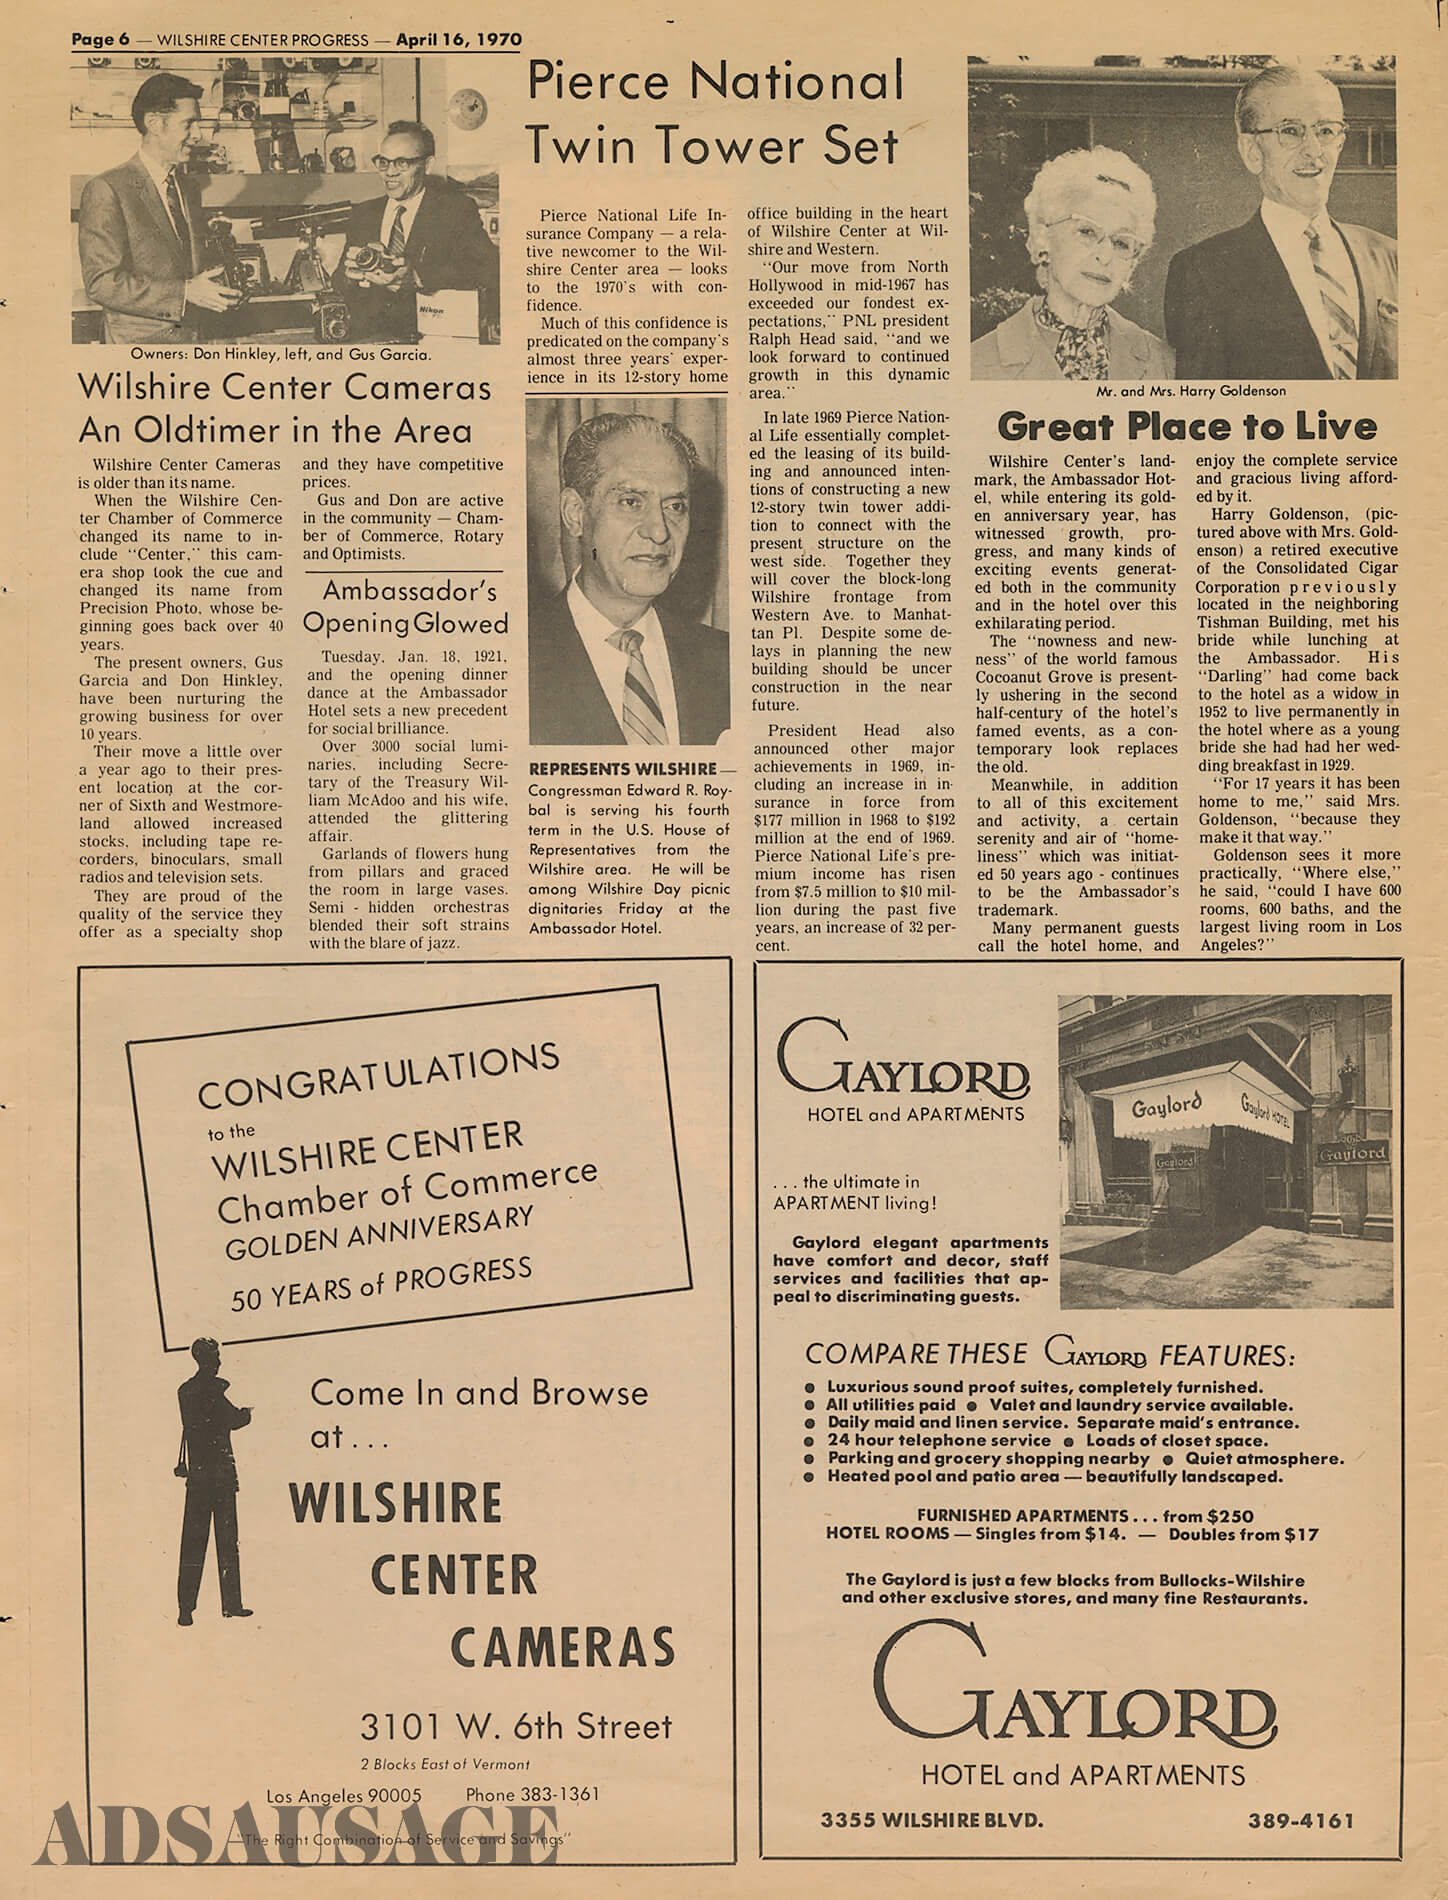 Page 6 — WILSHIRE CENTER PROGRESS — April 16, 1970
Nikon
Owners: Don Hinkley, left, and Gus Garcia.
Wilshire Center Cameras
An Oldtimer in the Area
Wilshire Center Cameras
is older than its name.
When the Wilshire Cen-
ter Chamber of Commerce
changed its name to in-
clude "Center," this cam-
era shop took the cue and
changed its name from
Precision Photo, whose be-
ginning goes back over 40
years.
The present owners, Gus
Garcia and Don Hinkley,
have been nurturing the
growing business for over
10 years.
Their move a little over
a year ago to their pres-
ent location at the cor-
ner of Sixth and Westmore-
land allowed increased
stocks, including tape re-
corders, binoculars, small
radios and television sets.
They are proud of the
quality of the service they
offer as a specialty shop
and they have competitive
prices.
Gus and Don are active
in the community — Cham-
ber of Commerce, Rotary
and Optimists.
Ambassador's
Opening Glowed
Tuesday, Jan. 18, 1921,
and the opening dinner
dance at the Ambassador
Hotel sets a new precedent
for social brilliance.
Over 3000 social lumi-
naries, including Secre-
tary of the Treasury Wil-
liam McAdoo and his wife,
attended the glittering
affair.
Garlands of flowers hung
from pillars and graced
the room in large vases.
Semi - hidden orchestras
blended their soft strains
with the blare of jazz.
Pierce National
Twin Tower Set
Pierce National Life In-
surance Company — a rela-
tive newcomer to the Wil-
shire Center area — looks
to the 1970's with con-
fidence.
Much of this confidence is
predicated on the company's
almost three years' exper-
ience in its 12-story home
office building in the heart
of Wilshire Center at Wil-
shire and Western.
"Our move from North
Hollywood in mid-1967 has
exceeded our fondest ex-
pectations," PNL president
Ralph Head said, "and we
look forward to continued
growth in this dynamic
area."
In late 1969 Pierce Nation-
al Life essentially complet-
ed the leasing of its build-
ing and announced inten-
tions of constructing a new
12-story twin tower addi-
tion to connect with the
present structure on the
west side. Together they
will cover the block-long
Wilshire frontage from
Western Ave. to Manhat-
tan Pl. Despite some de-
lays in planning the new
building should be uncer
construction in the near
future.
President Head also
announced other major
achievements in 1969, in-
cluding an increase in in-
surance in force from
$177 million in 1968 to $192
million at the end of 1969.
Pierce National Life's pre-
mium income has risen
from $7.5 million to $10 mil-
lion during the past five
years, an increase of 32 per-
cent.
REPRESENTS WILSHIRE —
Congressman Edward R. Roy-
bal is serving his fourth
term in the U.S. House of
Representatives from the
Wilshire area. He will be
among Wilshire Day picnic
dignitaries Friday at the
Ambassador Hotel.
Mr. and Mrs. Harry Goldenson
Great Place to Live
Wilshire Center's land-
mark, the Ambassador Hot-
el, while entering its gold-
en anniversary year, has
witnessed growth, pro-
gress, and many kinds of
exciting events generat-
ed both in the community
and in the hotel over this
exhilarating period.
The "nowness and new-
ness" of the world famous
Cocoanut Grove is present-
ly ushering in the second
half-century of the hotel's
famed events, as a con-
temporary look replaces
the old.
Meanwhile, in addition
to all of this excitement
and activity, a certain
serenity and air of "home-
liness" which was initiat-
ed 50 years ago - continues
to be the Ambassador's
trademark.
Many permanent guests
call the hotel home, and
enjoy the complete service
and gracious living afford-
ed by it.
Harry Goldenson, (pic-
tured above with Mrs. Gold-
enson) a retired executive
of the Consolidated Cigar
Corporation previously
located in the neighboring
Tishman Building, met his
bride while lunching at
the Ambassador. His
"Darling" had come back
to the hotel as a widow in
1952 to live permanently in
the hotel where as a young
bride she had had her wed-
ding breakfast in 1929.
"For 17 years it has been
home to me," said Mrs.
Goldenson, "because they
make it that way."
Goldenson sees it more
practically, "Where else,"
he said, "could I have 600
rooms, 600 baths, and the
largest living room in Los
Angeles?"
CONGRATULATIONS
to the
WILSHIRE CENTER
Chamber of Commerce
GOLDEN ANNIVERSARY
50 YEARS of PROGRESS
Come In and Browse
at . . .
WILSHIRE
CENTER
CAMERAS
3101 W. 6th Street
2 Blocks East of Vermont
Los Angeles 90005 Phone 383-1361
"The Right Combination of Service and Savings"
ADSAUSAGE
GAYLORD
HOTEL and APARTMENTS
. . . the ultimate in
APARTMENT living!
Gaylord elegant apartments
have comfort and decor, staff
services and facilities that ap-
peal to discriminating guests.
Gaylord
Gaylord HOTEL
Gaylord
Gaylord
COMPARE THESE GAYLORD FEATURES:
● Luxurious sound proof suites, completely furnished.
● All utilities paid ● Valet and laundry service available.
● Daily maid and linen service. Separate maid's entrance.
● 24 hour telephone service ● Loads of closet space.
● Parking and grocery shopping nearby ● Quiet atmosphere.
● Heated pool and patio area — beautifully landscaped.
FURNISHED APARTMENTS . . . from $250
HOTEL ROOMS — Singles from $14. — Doubles from $17
The Gaylord is just a few blocks from Bullocks-Wilshire
and other exclusive stores, and many fine Restaurants.
GAYLORD
HOTEL and APARTMENTS
3355 WILSHIRE BLVD. 389-4161